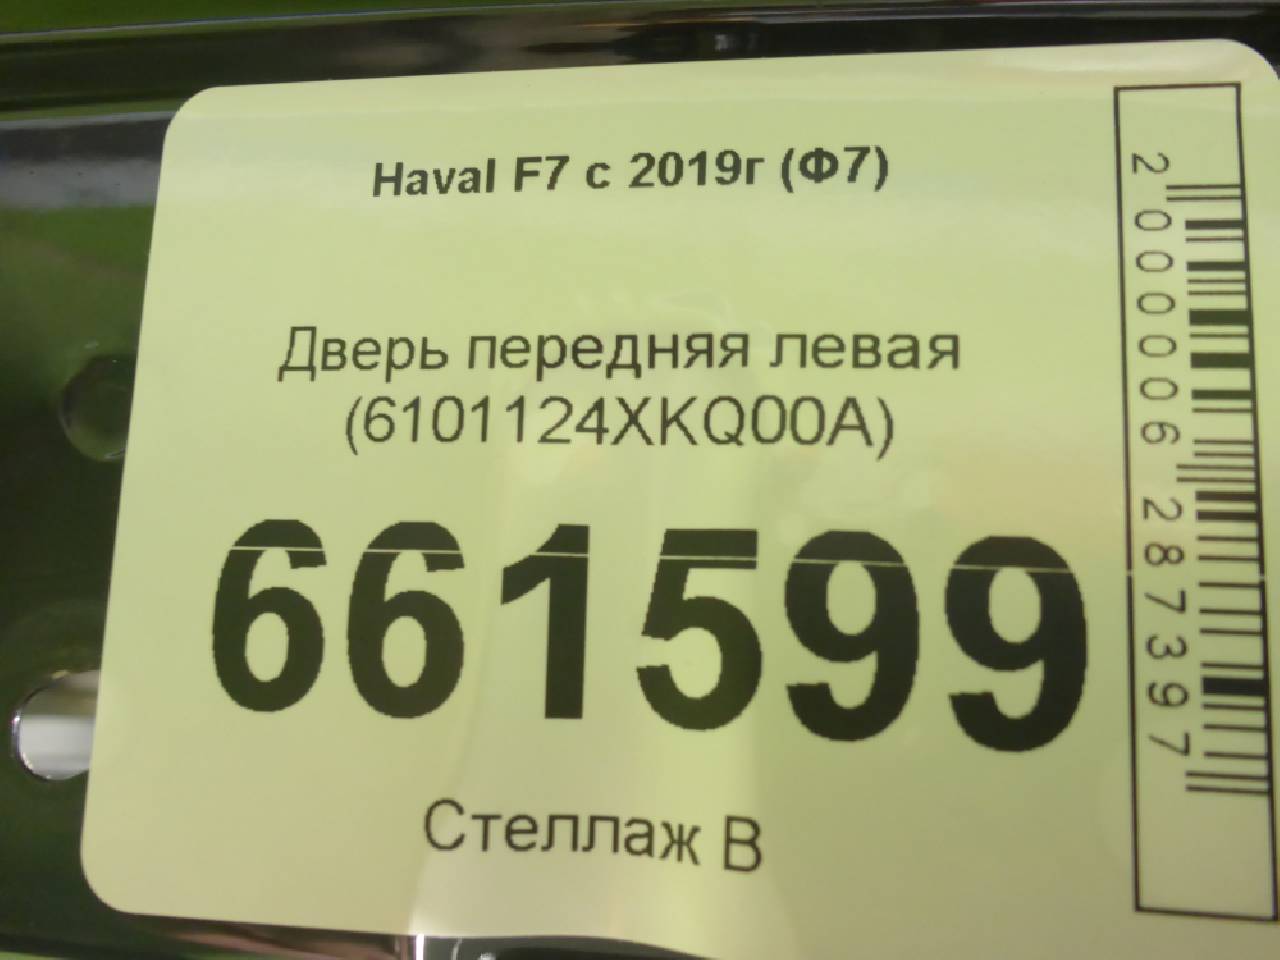 Haval F7 с 2019г (Ф7)
Дверь передняя левая
(6101124XKQ00A)
661599
Стеллаж В
2000006287397